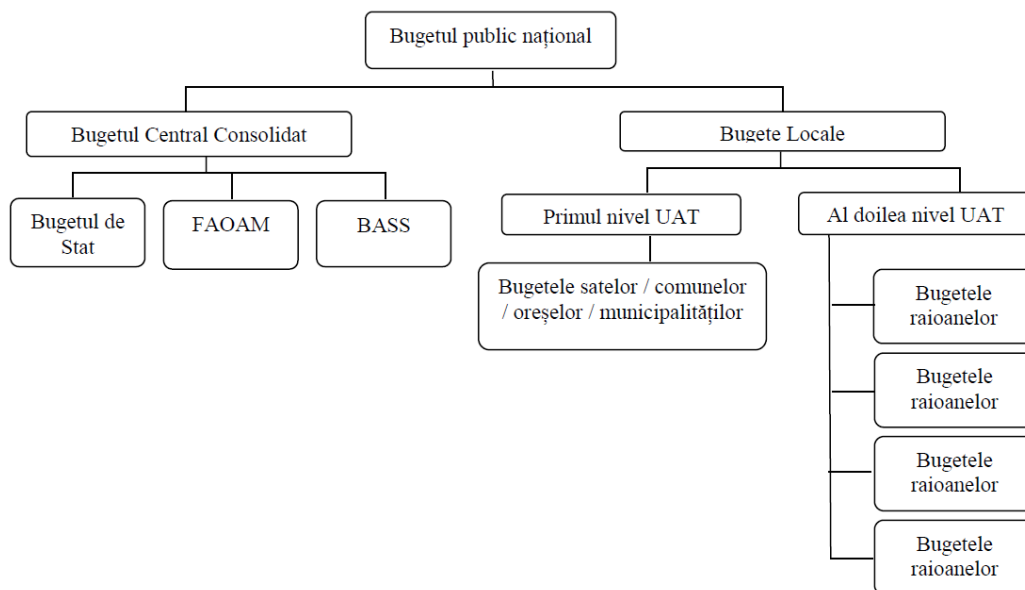 Bugetul public național
Bugetul Central Consolidat
Bugete Locale
Bugetul de
Stat
FAOAM
BASS
Primul nivel UAT
Al doilea nivel UAT
Bugetele satelor / comunelor
/ oreșelor / municipalităților
Bugetele
raioanelor
Bugetele
raioanelor
Bugetele
raioanelor
Bugetele
raioanelor